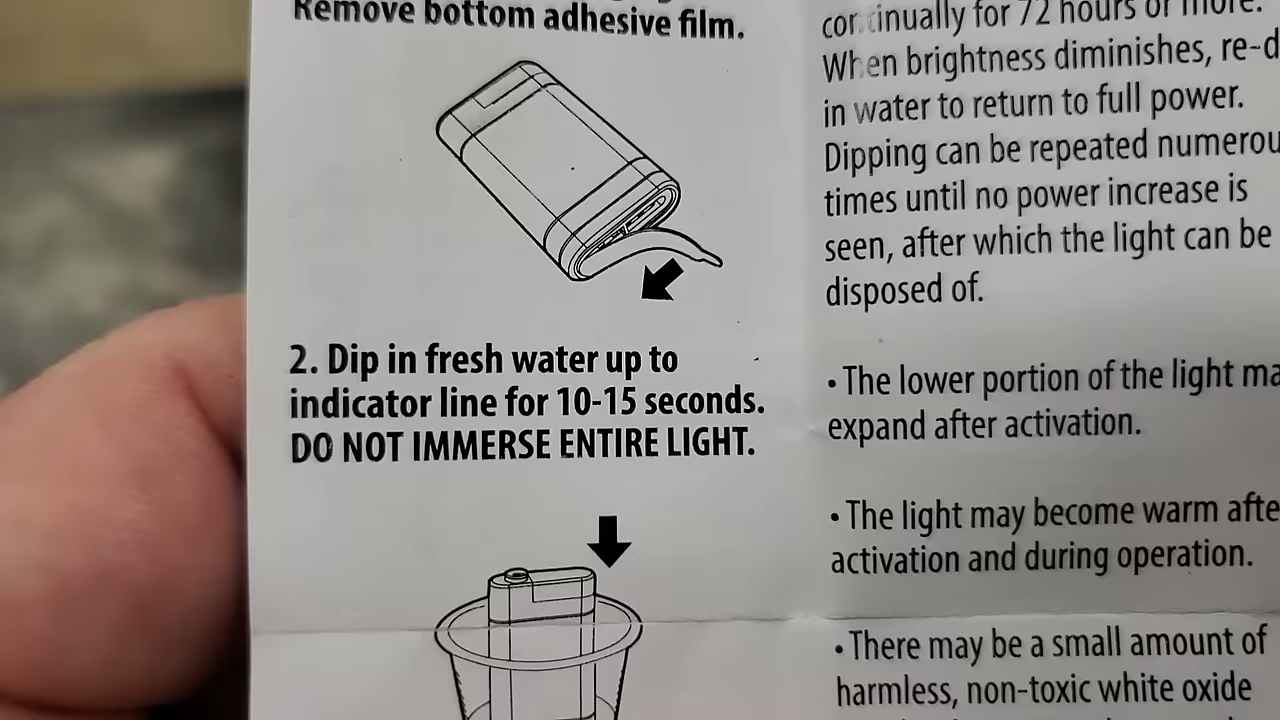 Remove bottom adhesive film.
2. Dip in fresh water up to
indicator line for 10-15 seconds.
DO NOT IMMERSE ENTIRE LIGHT.
continually for 72 hours or more.
When brightness diminishes, re-d
in water to return to full power.
Dipping can be repeated numerou
times until no power increase is
seen, after which the light can be
disposed of.
• The lower portion of the light ma
expand after activation.
• The light may become warm afte
activation and during operation.
• There may be a small amount of
harmless, non-toxic white oxide